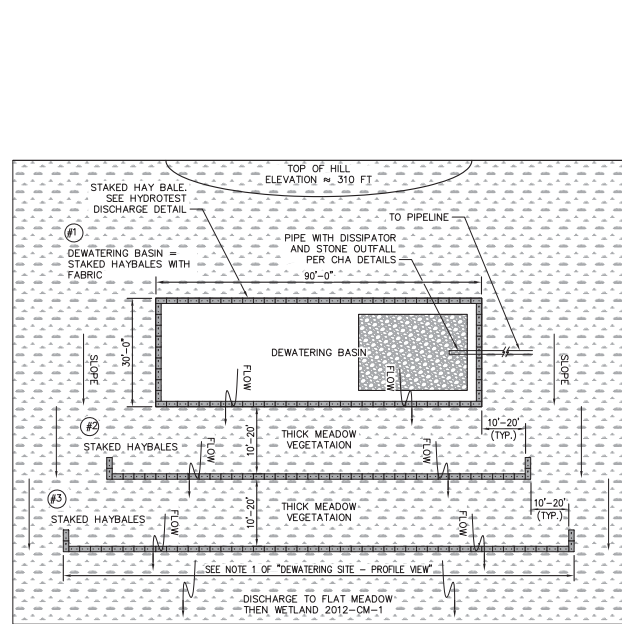 TOP OF HILL
ELEVATION ≈ 310 FT
STAKED HAY BALE.
SEE HYDROTEST
DISCHARGE DETAIL
TO PIPELINE
#1
PIPE WITH DISSIPATOR
AND STONE OUTFALL
PER CHA DETAILS
DEWATERING BASIN =
STAKED HAYBALES WITH
FABRIC
90'-0"
30'-0"
DEWATERING BASIN
SLOPE
SLOPE
FLOW
FLOW
#2
STAKED HAYBALES
10'-20'
THICK MEADOW
VEGETATAION
10'-20'
(TYP.)
FLOW
FLOW
#3
STAKED HAYBALES
10'-20'
THICK MEADOW
VEGETATAION
10'-20'
(TYP.)
FLOW
FLOW
SEE NOTE 1 OF "DEWATERING SITE - PROFILE VIEW"
DISCHARGE TO FLAT MEADOW
THEN WETLAND 2012-CM-1